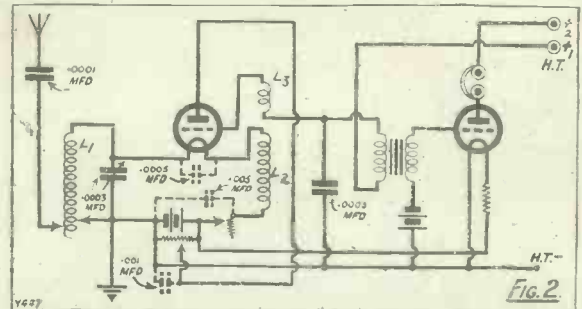 +
2
+
1
H.T.
.0001
MFD
L3
L1
.0003
MFD
.0005
MFD
.005
MFD
L2
.0003
MFD
.001
MFD
H.T.-
FIG. 2.